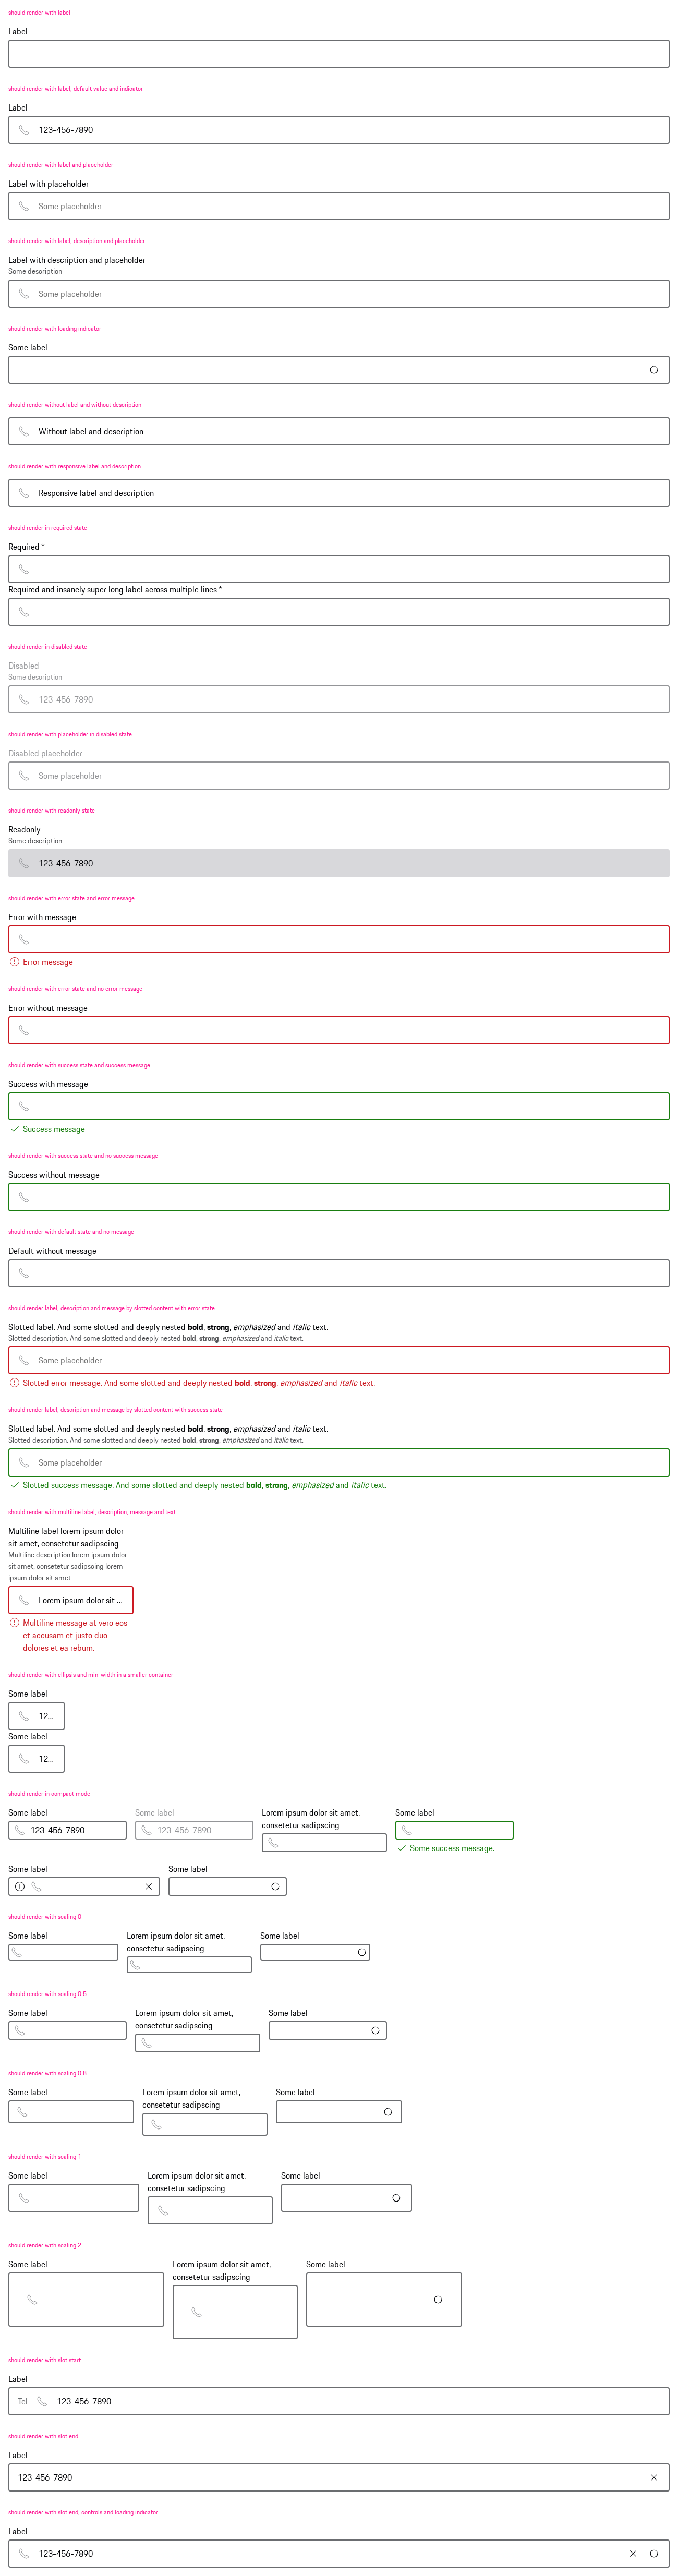 should render with label
Label
should render with label, default value and indicator
Label
123-456-7890
should render with label and placeholder
Label with placeholder
Some placeholder
should render with label, description and placeholder
Label with description and placeholder
Some description
Some placeholder
should render with loading indicator
Some label
should render without label and without description
Without label and description
should render with responsive label and description
Responsive label and description
should render in required state
Required *
Required and insanely super long label across multiple lines *
should render in disabled state
Disabled
Some description
123-456-7890
should render with placeholder in disabled state
Disabled placeholder
Some placeholder
should render with readonly state
Readonly
Some description
123-456-7890
should render with error state and error message
Error with message
Error message
should render with error state and no error message
Error without message
should render with success state and success message
Success with message
Success message
should render with success state and no success message
Success without message
should render with default state and no message
Default without message
should render label, description and message by slotted content with error state
Slotted label. And some slotted and deeply nested bold, strong, emphasized and italic text.
Slotted description. And some slotted and deeply nested bold, strong, emphasized and italic text.
Some placeholder
Slotted error message. And some slotted and deeply nested bold, strong, emphasized and italic text.
should render label, description and message by slotted content with success state
Slotted label. And some slotted and deeply nested bold, strong, emphasized and italic text.
Slotted description. And some slotted and deeply nested bold, strong, emphasized and italic text.
Some placeholder
Slotted success message. And some slotted and deeply nested bold, strong, emphasized and italic text.
should render with multiline label, description, message and text
Multiline label lorem ipsum dolor
sit amet, consetetur sadipscing
Multiline description lorem ipsum dolor
sit amet, consetetur sadipscing lorem
ipsum dolor sit amet
Lorem ipsum dolor sit ...
Multiline message at vero eos
et accusam et justo duo
dolores et ea rebum.
should render with ellipsis and min-width in a smaller container
Some label
12...
Some label
12...
should render in compact mode
Some label
123-456-7890
Some label
123-456-7890
Lorem ipsum dolor sit amet,
consetetur sadipscing
Some label
Some success message.
Some label
Some label
should render with scaling 0
Some label
Lorem ipsum dolor sit amet,
consetetur sadipscing
Some label
should render with scaling 0.5
Some label
Lorem ipsum dolor sit amet,
consetetur sadipscing
Some label
should render with scaling 0.8
Some label
Lorem ipsum dolor sit amet,
consetetur sadipscing
Some label
should render with scaling 1
Some label
Lorem ipsum dolor sit amet,
consetetur sadipscing
Some label
should render with scaling 2
Some label
Lorem ipsum dolor sit amet,
consetetur sadipscing
Some label
should render with slot start
Label
Tel 123-456-7890
should render with slot end
Label
123-456-7890
should render with slot end, controls and loading indicator
Label
123-456-7890